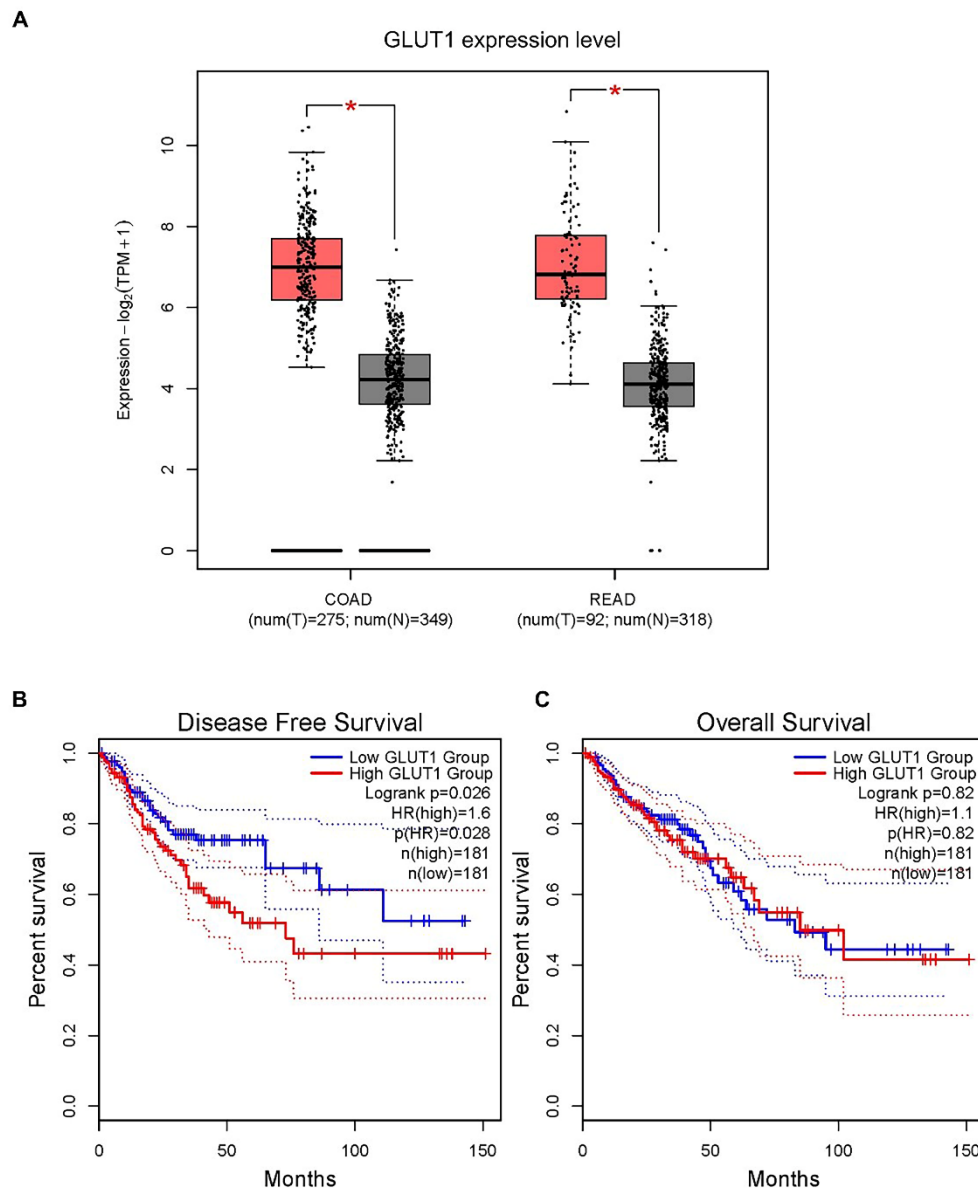 A
GLUT1 expression level
Expression – log₂(TPM+1)
10
8
6
4
2
0
*
*
COAD
(num(T)=275; num(N)=349)
READ
(num(T)=92; num(N)=318)
B
Disease Free Survival
Low GLUT1 Group
High GLUT1 Group
Logrank p=0.026
HR(high)=1.6
p(HR)=0.028
n(high)=181
n(low)=181
Percent survival
1.0
0.8
0.6
0.4
0.2
0.0
0 50 100 150
Months
C
Overall Survival
Low GLUT1 Group
High GLUT1 Group
Logrank p=0.82
HR(high)=1.1
p(HR)=0.82
n(high)=181
n(low)=181
Percent survival
1.0
0.8
0.6
0.4
0.2
0.0
0 50 100 150
Months